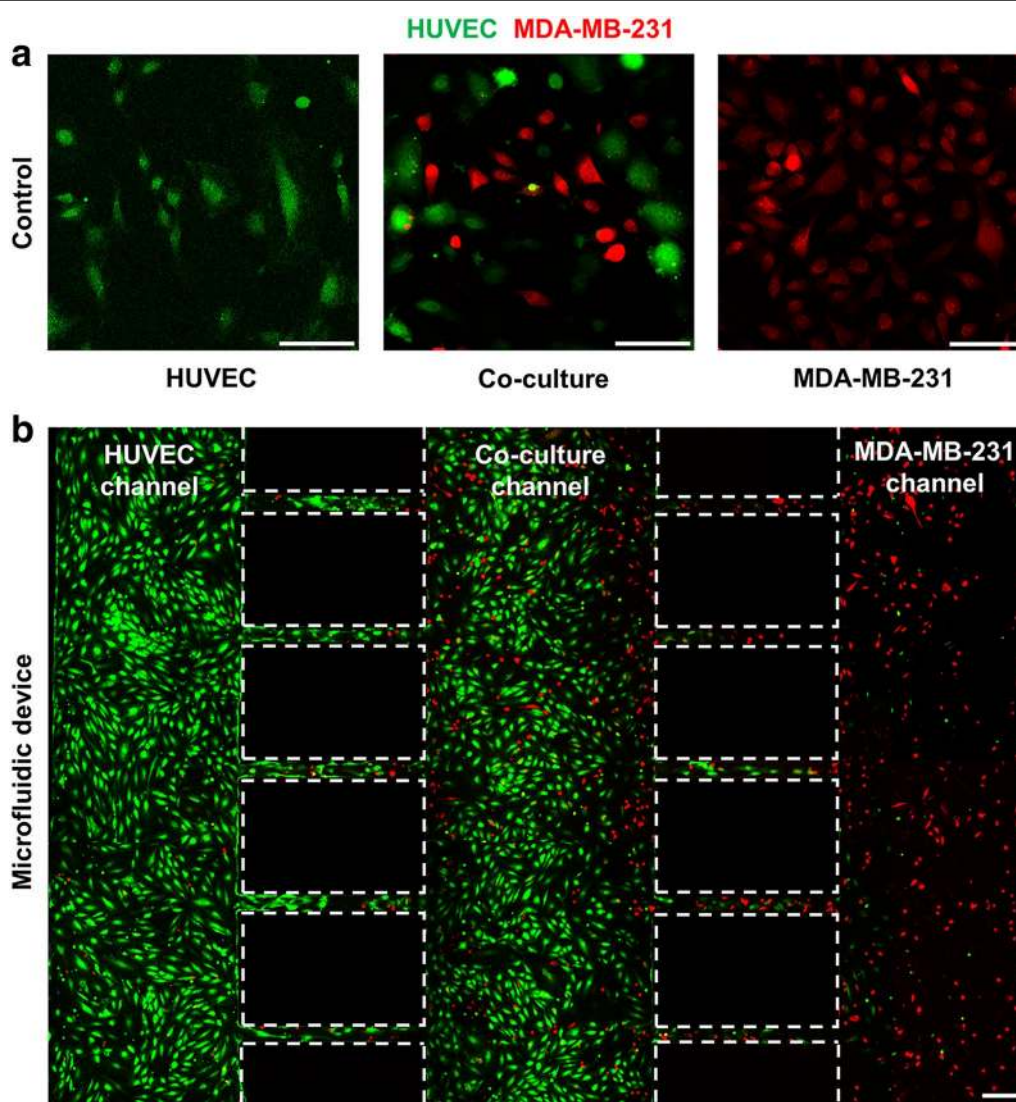 HUVEC MDA-MB-231
a
Control
HUVEC
Co-culture
MDA-MB-231
b
Microfluidic device
HUVEC
channel
Co-culture
channel
MDA-MB-231
channel